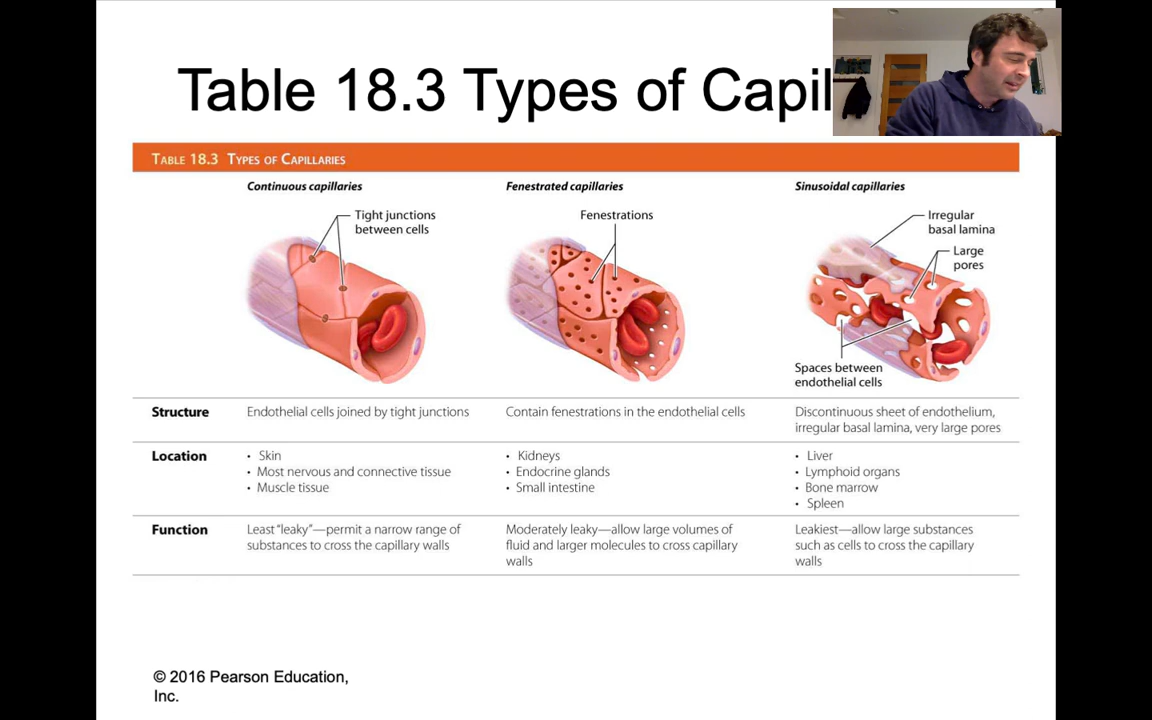 Table 18.3 Types of Capil
TABLE 18.3 TYPES OF CAPILLARIES
Continuous capillaries
Fenestrated capillaries
Sinusoidal capillaries
Tight junctions
between cells
Fenestrations
Irregular
basal lamina
Large
pores
Spaces between
endothelial cells
Structure
Endothelial cells joined by tight junctions
Contain fenestrations in the endothelial cells
Discontinuous sheet of endothelium,
irregular basal lamina, very large pores
Location
• Skin
• Most nervous and connective tissue
• Muscle tissue
• Kidneys
• Endocrine glands
• Small intestine
• Liver
• Lymphoid organs
• Bone marrow
• Spleen
Function
Least "leaky"—permit a narrow range of
substances to cross the capillary walls
Moderately leaky—allow large volumes of
fluid and larger molecules to cross capillary
walls
Leakiest—allow large substances
such as cells to cross the capillary
walls
© 2016 Pearson Education,
Inc.